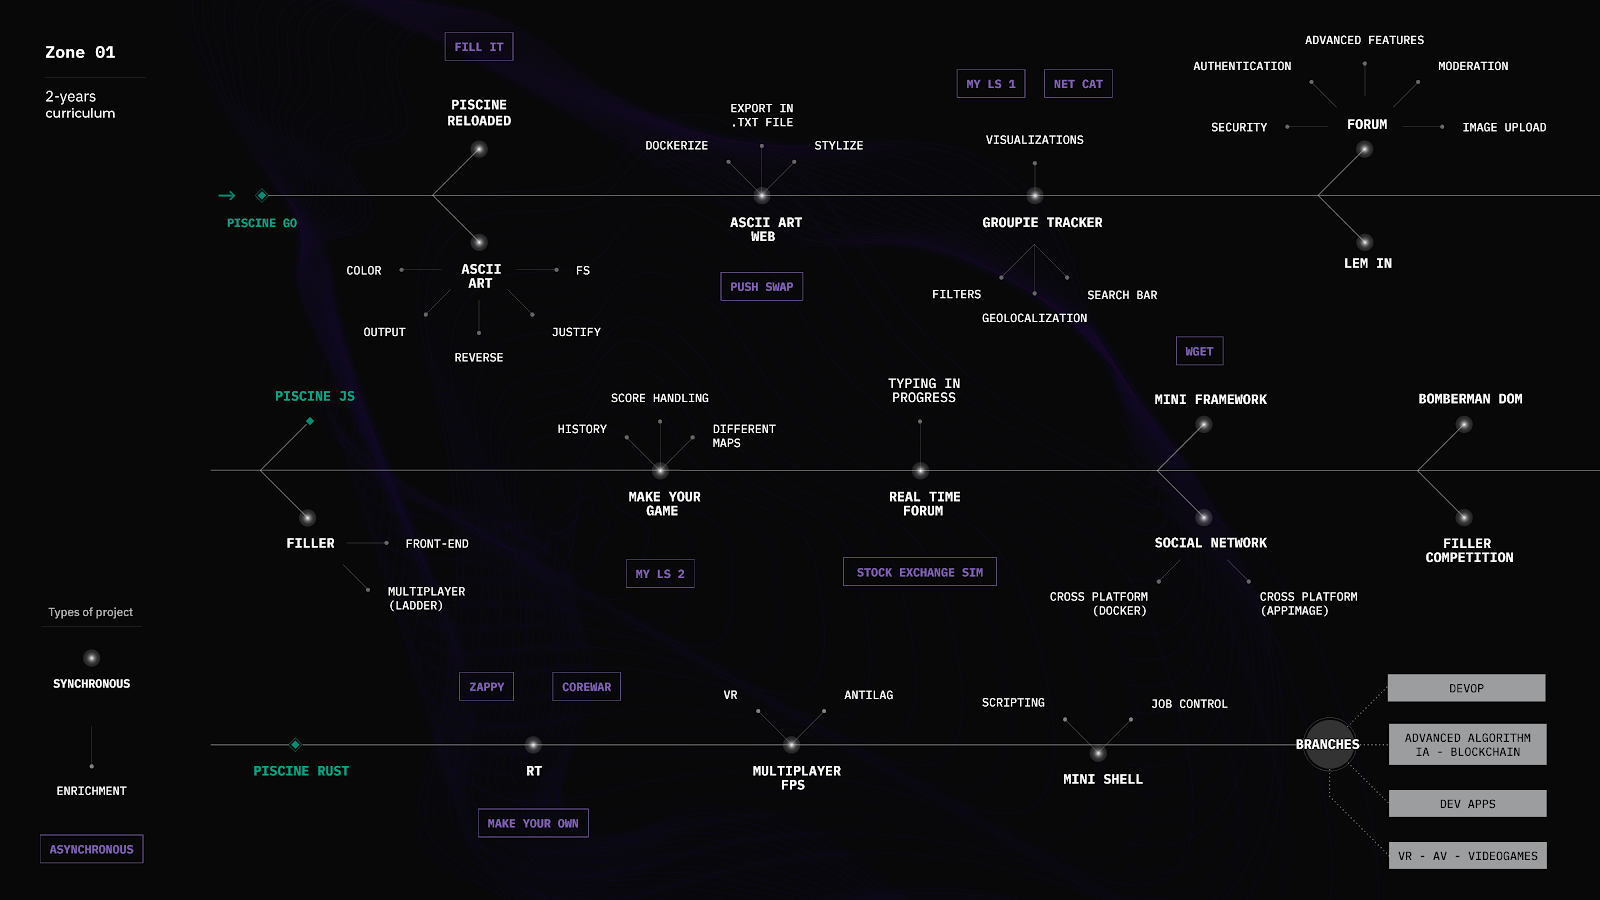 Zone 01
2-years
curriculum
FILL IT
PISCINE
RELOADED
PISCINE GO
ASCII
ART
COLOR
FS
OUTPUT
JUSTIFY
REVERSE
EXPORT IN
.TXT FILE
DOCKERIZE
STYLIZE
ASCII ART
WEB
PUSH SWAP
MY LS 1
NET CAT
VISUALIZATIONS
GROUPIE TRACKER
FILTERS
SEARCH BAR
GEOLOCALIZATION
ADVANCED FEATURES
AUTHENTICATION
MODERATION
SECURITY
FORUM
IMAGE UPLOAD
LEM IN
PISCINE JS
FILLER
FRONT-END
MULTIPLAYER
(LADDER)
SCORE HANDLING
HISTORY
DIFFERENT
MAPS
MAKE YOUR
GAME
MY LS 2
TYPING IN
PROGRESS
REAL TIME
FORUM
STOCK EXCHANGE SIM
WGET
MINI FRAMEWORK
SOCIAL NETWORK
CROSS PLATFORM
(DOCKER)
CROSS PLATFORM
(APPIMAGE)
BOMBERMAN DOM
FILLER
COMPETITION
Types of project
SYNCHRONOUS
ENRICHMENT
ASYNCHRONOUS
PISCINE RUST
ZAPPY
COREWAR
RT
MAKE YOUR OWN
VR
ANTILAG
MULTIPLAYER
FPS
SCRIPTING
JOB CONTROL
MINI SHELL
BRANCHES
DEVOP
ADVANCED ALGORITHM
IA - BLOCKCHAIN
DEV APPS
VR - AV - VIDEOGAMES